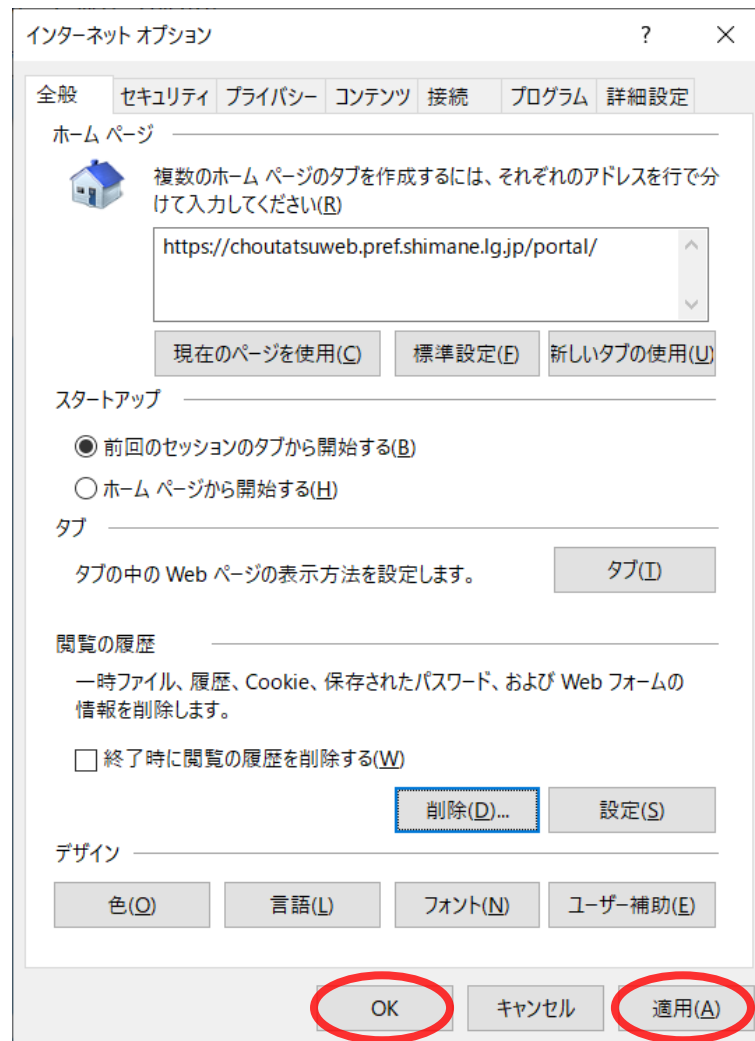 インターネット オプション ? ×
全般 セキュリティ プライバシー コンテンツ 接続 プログラム 詳細設定
ホーム ページ
複数のホーム ページのタブを作成するには、それぞれのアドレスを行で分
けて入力してください(R)
https://choutatsuweb.pref.shimane.lg.jp/portal/
現在のページを使用(C) 標準設定(F) 新しいタブの使用(U)
スタートアップ
前回のセッションのタブから開始する(B)
ホーム ページから開始する(H)
タブ
タブの中の Web ページの表示方法を設定します。 タブ(T)
閲覧の履歴
一時ファイル、履歴、Cookie、保存されたパスワード、および Web フォームの
情報を削除します。
終了時に閲覧の履歴を削除する(W)
削除(D)... 設定(S)
デザイン
色(O) 言語(L) フォント(N) ユーザー補助(E)
OK キャンセル 適用(A)